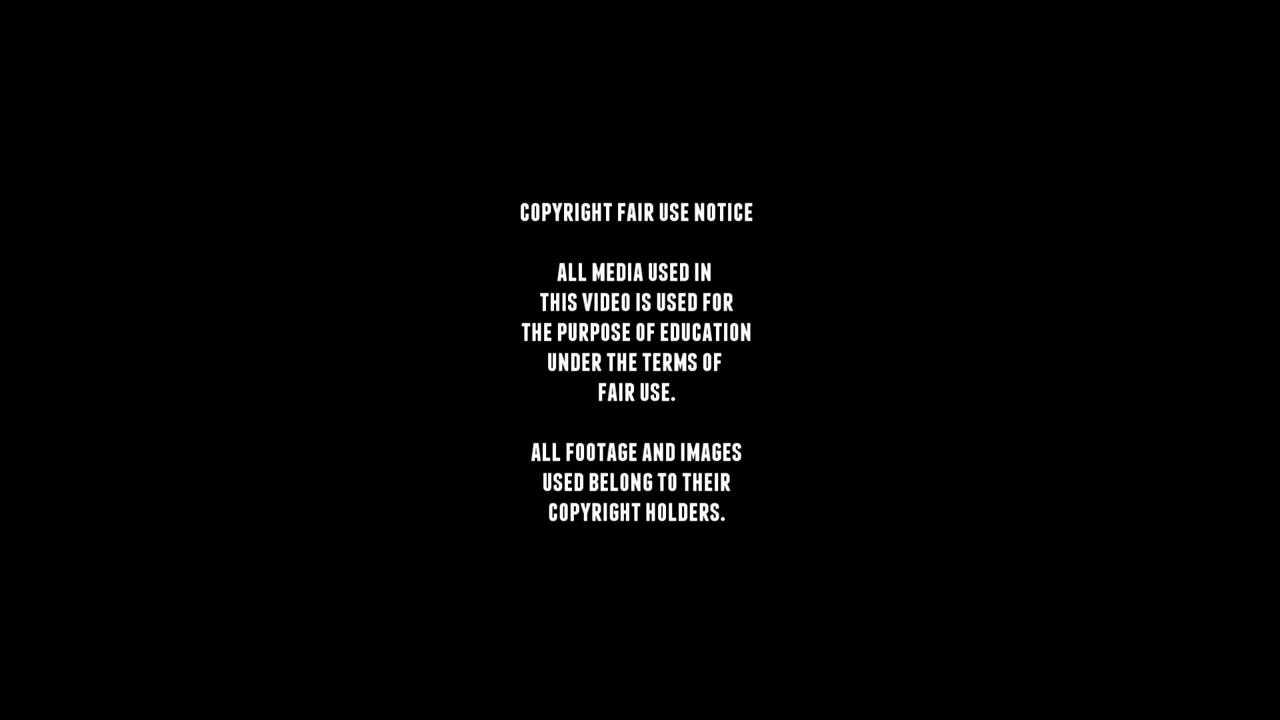 COPYRIGHT FAIR USE NOTICE
ALL MEDIA USED IN
THIS VIDEO IS USED FOR
THE PURPOSE OF EDUCATION
UNDER THE TERMS OF
FAIR USE.
ALL FOOTAGE AND IMAGES
USED BELONG TO THEIR
COPYRIGHT HOLDERS.